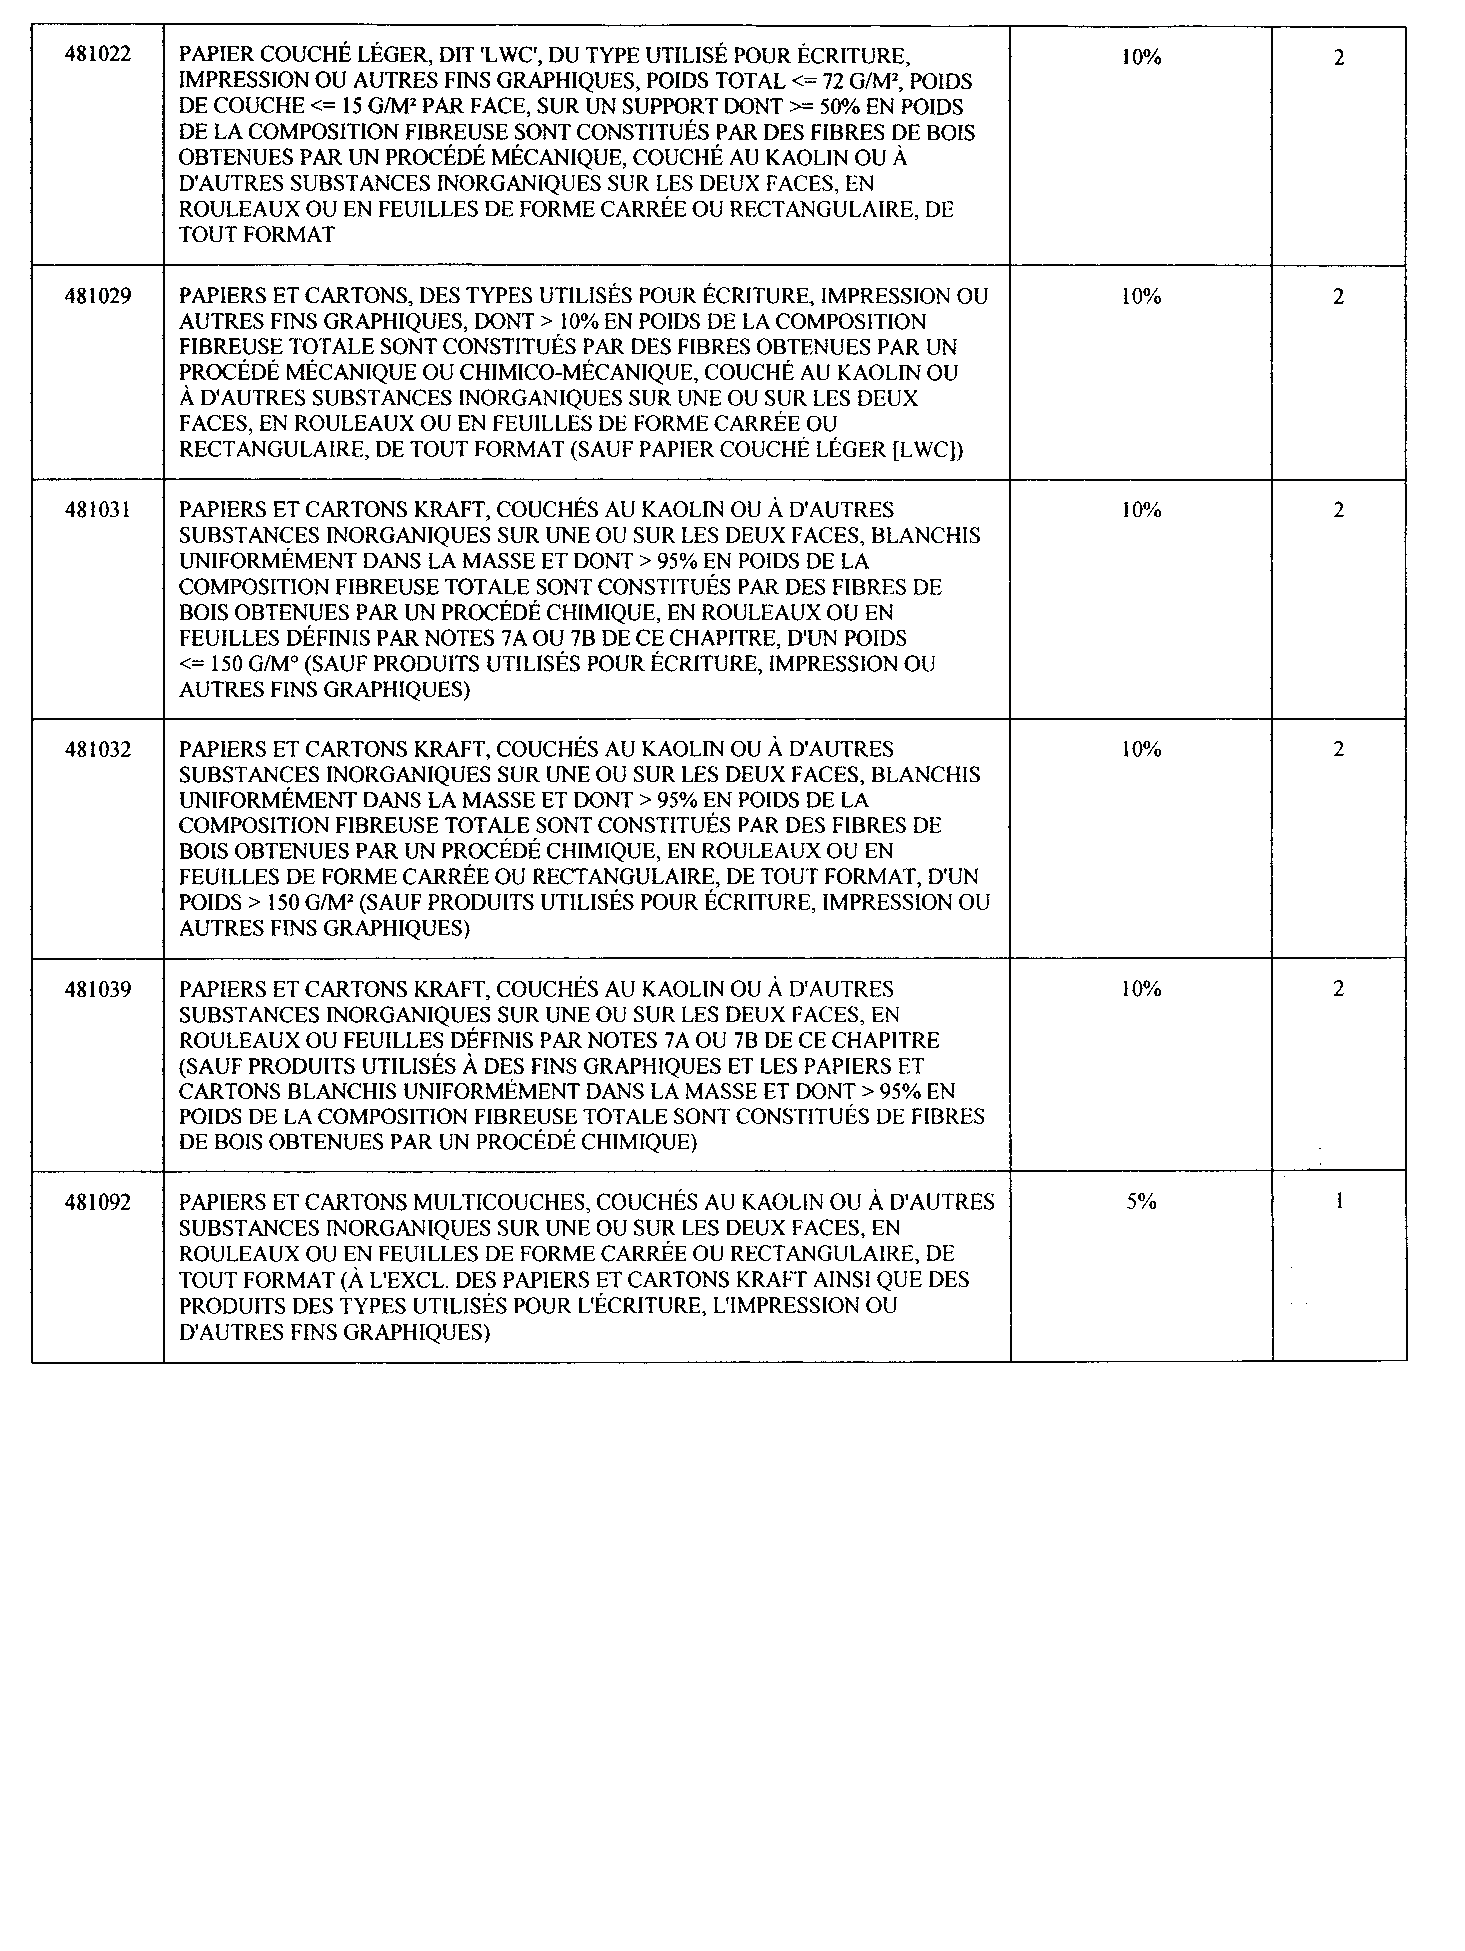 481022 PAPIER COUCHÉ LÉGER, DIT 'LWC', DU TYPE UTILISÉ POUR ÉCRITURE, 10% 2
IMPRESSION OU AUTRES FINS GRAPHIQUES, POIDS TOTAL <= 72 G/M², POIDS
DE COUCHE <= 15 G/M² PAR FACE, SUR UN SUPPORT DONT >= 50% EN POIDS
DE LA COMPOSITION FIBREUSE SONT CONSTITUÉS PAR DES FIBRES DE BOIS
OBTENUES PAR UN PROCÉDÉ MÉCANIQUE, COUCHÉ AU KAOLIN OU À
D'AUTRES SUBSTANCES INORGANIQUES SUR LES DEUX FACES, EN
ROULEAUX OU EN FEUILLES DE FORME CARRÉE OU RECTANGULAIRE, DE
TOUT FORMAT
481029 PAPIERS ET CARTONS, DES TYPES UTILISÉS POUR ÉCRITURE, IMPRESSION OU 10% 2
AUTRES FINS GRAPHIQUES, DONT > 10% EN POIDS DE LA COMPOSITION
FIBREUSE TOTALE SONT CONSTITUÉS PAR DES FIBRES OBTENUES PAR UN
PROCÉDÉ MÉCANIQUE OU CHIMICO-MÉCANIQUE, COUCHÉ AU KAOLIN OU
À D'AUTRES SUBSTANCES INORGANIQUES SUR UNE OU SUR LES DEUX
FACES, EN ROULEAUX OU EN FEUILLES DE FORME CARRÉE OU
RECTANGULAIRE, DE TOUT FORMAT (SAUF PAPIER COUCHÉ LÉGER [LWC])
481031 PAPIERS ET CARTONS KRAFT, COUCHÉS AU KAOLIN OU À D'AUTRES 10% 2
SUBSTANCES INORGANIQUES SUR UNE OU SUR LES DEUX FACES, BLANCHIS
UNIFORMÉMENT DANS LA MASSE ET DONT > 95% EN POIDS DE LA
COMPOSITION FIBREUSE TOTALE SONT CONSTITUÉS PAR DES FIBRES DE
BOIS OBTENUES PAR UN PROCÉDÉ CHIMIQUE, EN ROULEAUX OU EN
FEUILLES DÉFINIS PAR NOTES 7A OU 7B DE CE CHAPITRE, D'UN POIDS
<= 150 G/M° (SAUF PRODUITS UTILISÉS POUR ÉCRITURE, IMPRESSION OU
AUTRES FINS GRAPHIQUES)
481032 PAPIERS ET CARTONS KRAFT, COUCHÉS AU KAOLIN OU À D'AUTRES 10% 2
SUBSTANCES INORGANIQUES SUR UNE OU SUR LES DEUX FACES, BLANCHIS
UNIFORMÉMENT DANS LA MASSE ET DONT > 95% EN POIDS DE LA
COMPOSITION FIBREUSE TOTALE SONT CONSTITUÉS PAR DES FIBRES DE
BOIS OBTENUES PAR UN PROCÉDÉ CHIMIQUE, EN ROULEAUX OU EN
FEUILLES DE FORME CARRÉE OU RECTANGULAIRE, DE TOUT FORMAT, D'UN
POIDS > 150 G/M² (SAUF PRODUITS UTILISÉS POUR ÉCRITURE, IMPRESSION OU
AUTRES FINS GRAPHIQUES)
481039 PAPIERS ET CARTONS KRAFT, COUCHÉS AU KAOLIN OU À D'AUTRES 10% 2
SUBSTANCES INORGANIQUES SUR UNE OU SUR LES DEUX FACES, EN
ROULEAUX OU FEUILLES DÉFINIS PAR NOTES 7A OU 7B DE CE CHAPITRE
(SAUF PRODUITS UTILISÉS À DES FINS GRAPHIQUES ET LES PAPIERS ET
CARTONS BLANCHIS UNIFORMÉMENT DANS LA MASSE ET DONT > 95% EN
POIDS DE LA COMPOSITION FIBREUSE TOTALE SONT CONSTITUÉS DE FIBRES
DE BOIS OBTENUES PAR UN PROCÉDÉ CHIMIQUE)
481092 PAPIERS ET CARTONS MULTICOUCHES, COUCHÉS AU KAOLIN OU À D'AUTRES 5% 1
SUBSTANCES INORGANIQUES SUR UNE OU SUR LES DEUX FACES, EN
ROULEAUX OU EN FEUILLES DE FORME CARRÉE OU RECTANGULAIRE, DE
TOUT FORMAT (À L'EXCL. DES PAPIERS ET CARTONS KRAFT AINSI QUE DES
PRODUITS DES TYPES UTILISÉS POUR L'ÉCRITURE, L'IMPRESSION OU
D'AUTRES FINS GRAPHIQUES)